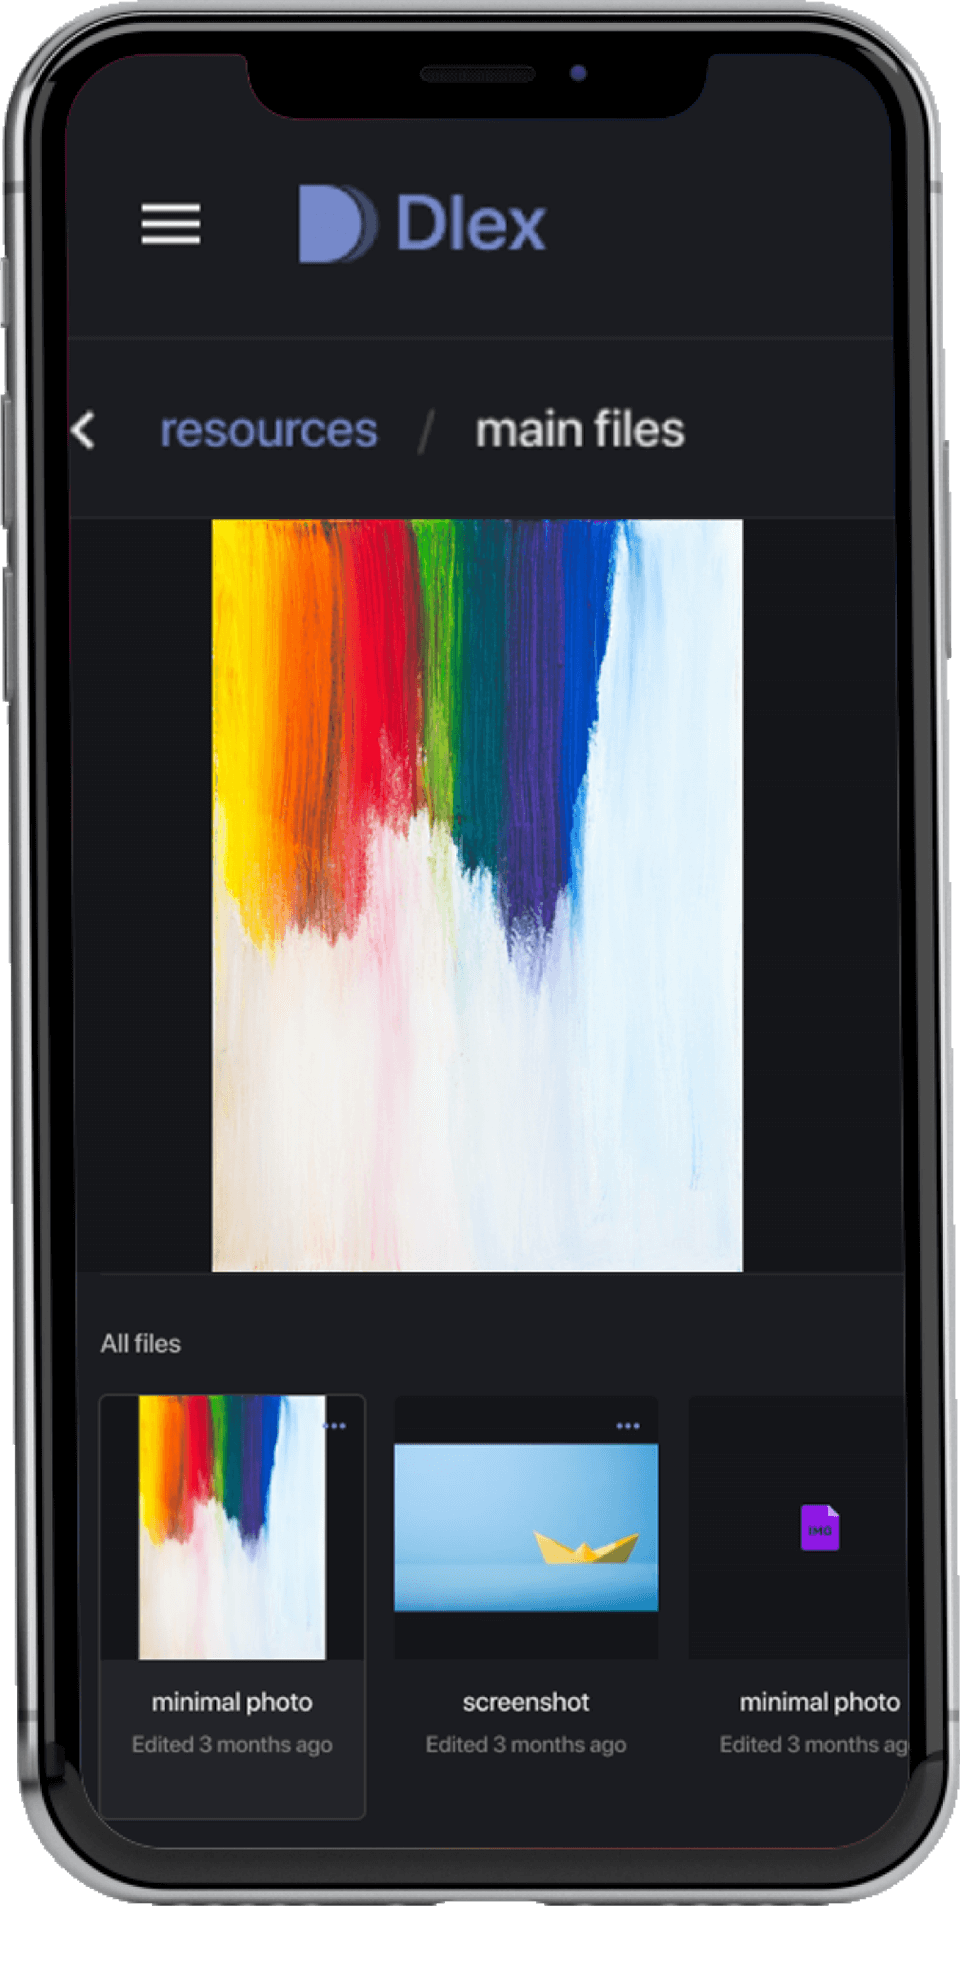 Dlex
resources / main files
All files
IMG
minimal photo
Edited 3 months ago
screenshot
Edited 3 months ago
minimal photo
Edited 3 months ag